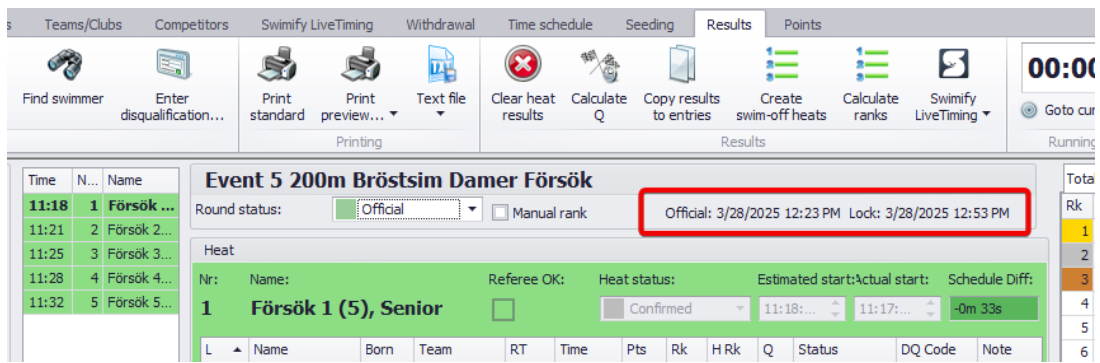 Teams/Clubs Competitors Swimify LiveTiming Withdrawal Time schedule Seeding Results Points
Find swimmer
Enter disqualification...
Print standard
Print preview...
Text file
Clear heat results
Calculate Q
Copy results to entries
Create swim-off heats
Calculate ranks
Swimify LiveTiming
Goto cur
Printing Results Running
Time N... Name
11:18 1 Försök ...
11:21 2 Försök 2...
11:25 3 Försök 3...
11:28 4 Försök 4...
11:32 5 Försök 5...
Event 5 200m Bröstsim Damer Försök
Round status: Official Manual rank Official: 3/28/2025 12:23 PM Lock: 3/28/2025 12:53 PM
Heat
Nr: Name: Referee OK: Heat status: Estimated start: Actual start: Schedule Diff:
1 Försök 1 (5), Senior Confirmed 11:18:... 11:17:... -0m 33s
L Name Born Team RT Time Pts Rk H Rk Q Status DQ Code Note
Rk
1
2
3
4
5
6